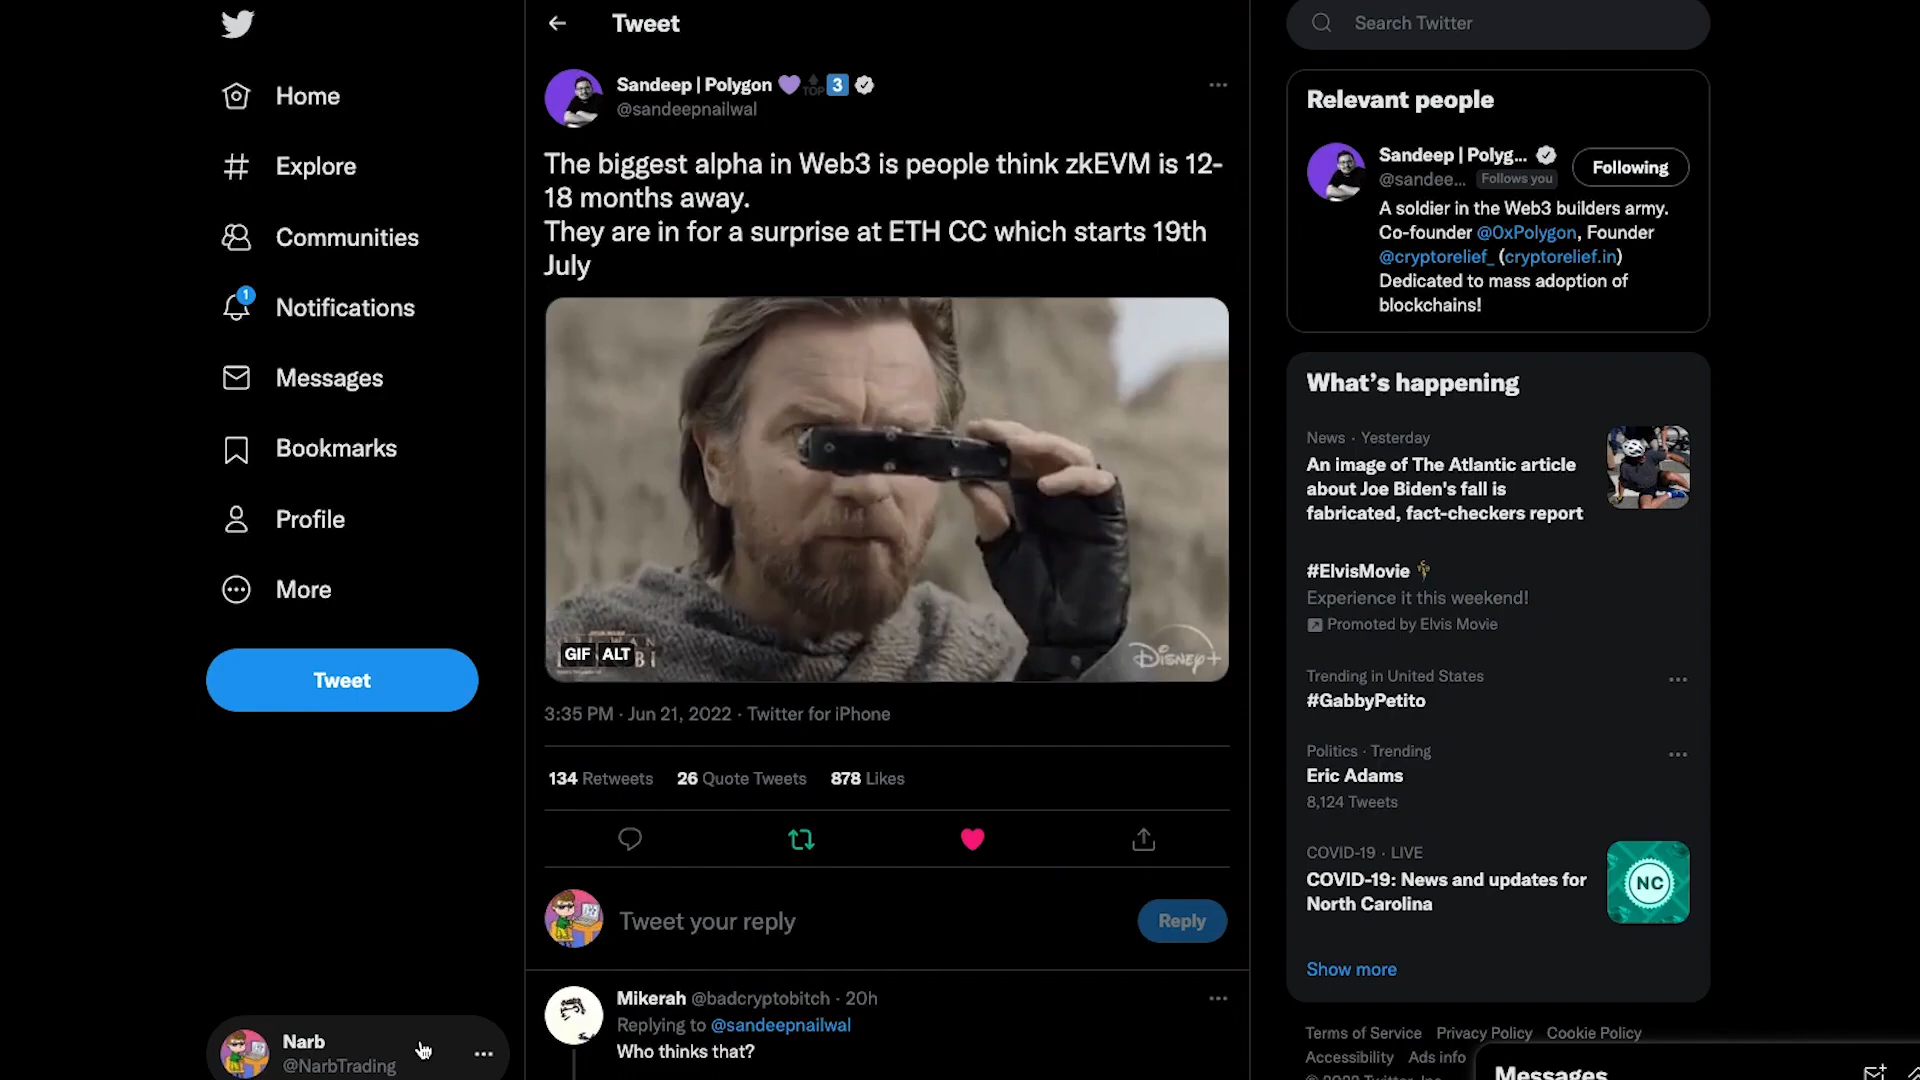 Home
Explore
Communities
1
Notifications
Messages
Bookmarks
Profile
More
Tweet
Narb
@NarbTrading
Tweet
Sandeep | Polygon 💜 TOP 3
@sandeepnailwal
The biggest alpha in Web3 is people think zkEVM is 12-
18 months away.
They are in for a surprise at ETH CC which starts 19th
July
GIF ALT
Disney+
3:35 PM · Jun 21, 2022 · Twitter for iPhone
134 Retweets 26 Quote Tweets 878 Likes
Tweet your reply
Reply
Mikerah @badcryptobitch · 20h
Replying to @sandeepnailwal
Who thinks that?
Search Twitter
Relevant people
Sandeep | Polyg...
@sandee... Follows you
Following
A soldier in the Web3 builders army.
Co-founder @0xPolygon, Founder
@cryptorelief_ (cryptorelief.in)
Dedicated to mass adoption of
blockchains!
What's happening
News · Yesterday
An image of The Atlantic article
about Joe Biden's fall is
fabricated, fact-checkers report
#ElvisMovie
Experience it this weekend!
Promoted by Elvis Movie
Trending in United States
#GabbyPetito
Politics · Trending
Eric Adams
8,124 Tweets
COVID-19 · LIVE
COVID-19: News and updates for
North Carolina
NC
Show more
Terms of Service Privacy Policy Cookie Policy
Accessibility Ads info
Messages